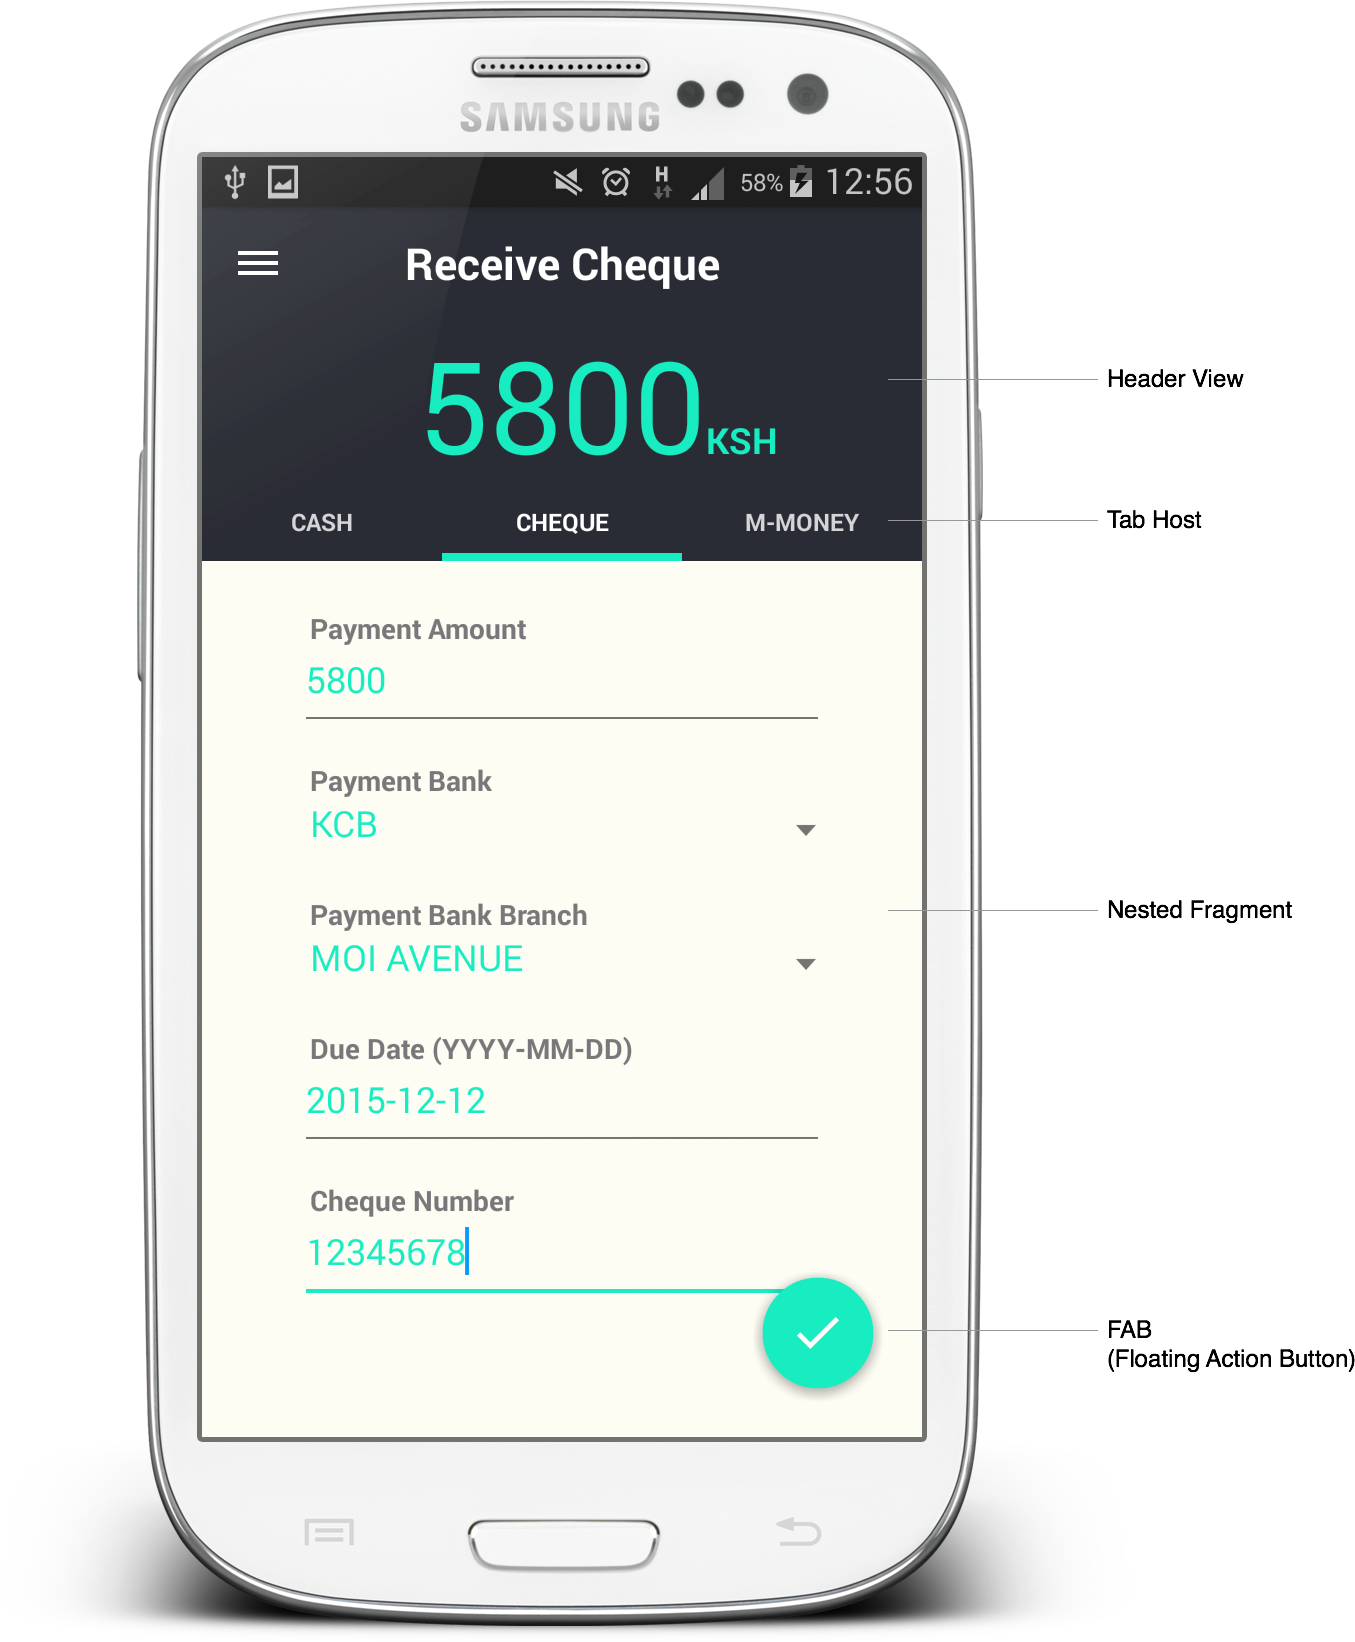 SAMSUNG
H
58%
12:56
Receive Cheque
5800 KSH
Header View
CASH
CHEQUE
M-MONEY
Tab Host
Payment Amount
5800
Payment Bank
KCB
Payment Bank Branch
Nested Fragment
MOI AVENUE
Due Date (YYYY-MM-DD)
2015-12-12
Cheque Number
12345678
FAB
(Floating Action Button)